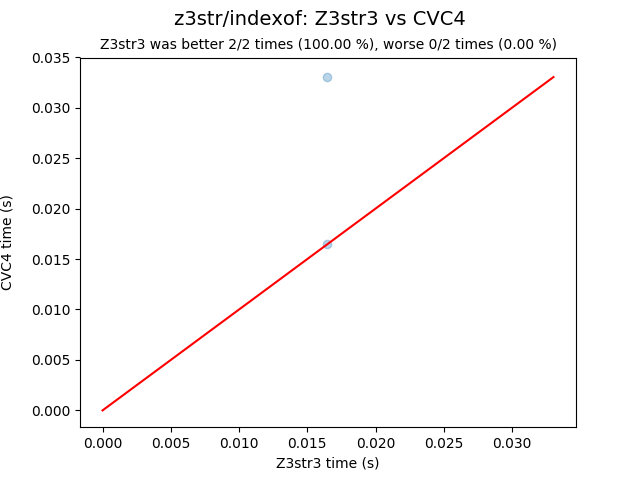 z3str/indexof: Z3str3 vs CVC4
Z3str3 was better 2/2 times (100.00 %), worse 0/2 times (0.00 %)
0.035
0.030
0.025
0.020
0.015
0.010
0.005
0.000
CVC4 time (s)
0.000 0.005 0.010 0.015 0.020 0.025 0.030
Z3str3 time (s)